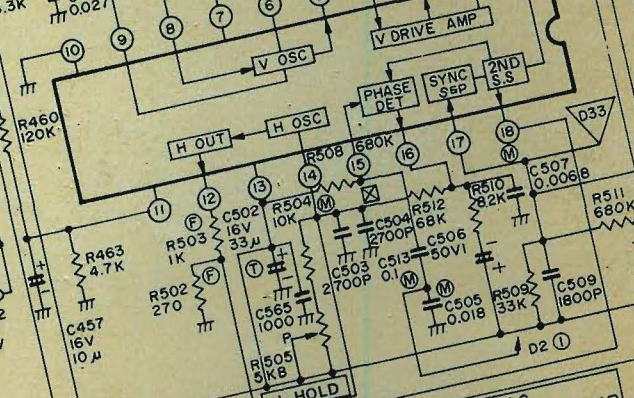 .3K
0.027
10
9
8
7
6
V OSC
V DRIVE AMP
R460
120K
H OUT
H OSC
PHASE
DET
SYNC
SEP
2ND
S.S
D33
R508
680K
11
12
13
14
15
16
17
18
F
M
M
C507
0.0068
R463
4.7K
R503
1K
C502
16V
33μ
R504
10K
C504
2700P
R512
68K
R510
8.2K
R511
680K
C506
50V1
F
T
R502
270
C503
2700P
C513
0.1
M
M
C505
0.018
R509
33K
C509
1800P
C457
16V
10μ
C565
1000
P
R505
5KB
D2 1
HOLD